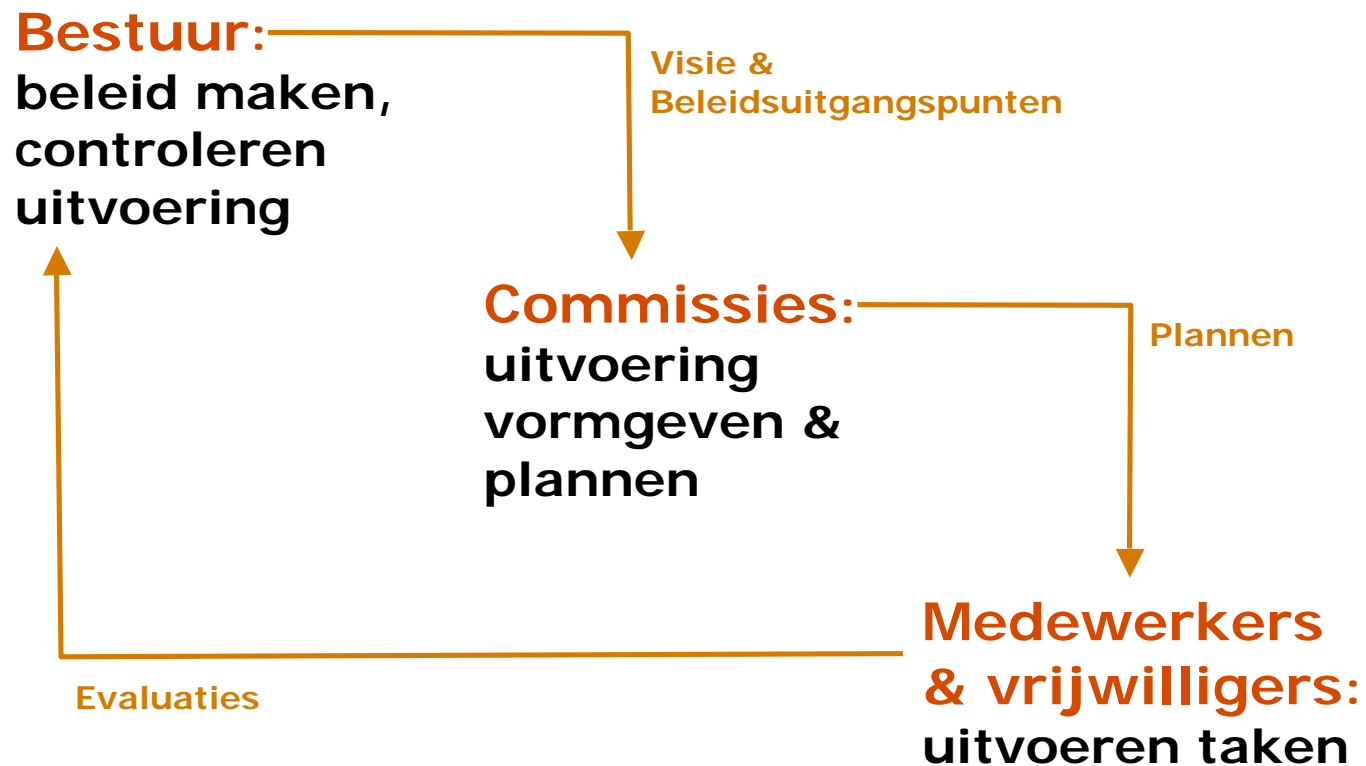 Bestuur:
beleid maken,
controleren
uitvoering
Visie &
Beleidsuitgangspunten
Commissies:
uitvoering
vormgeven &
plannen
Plannen
Medewerkers
& vrijwilligers:
uitvoeren taken
Evaluaties